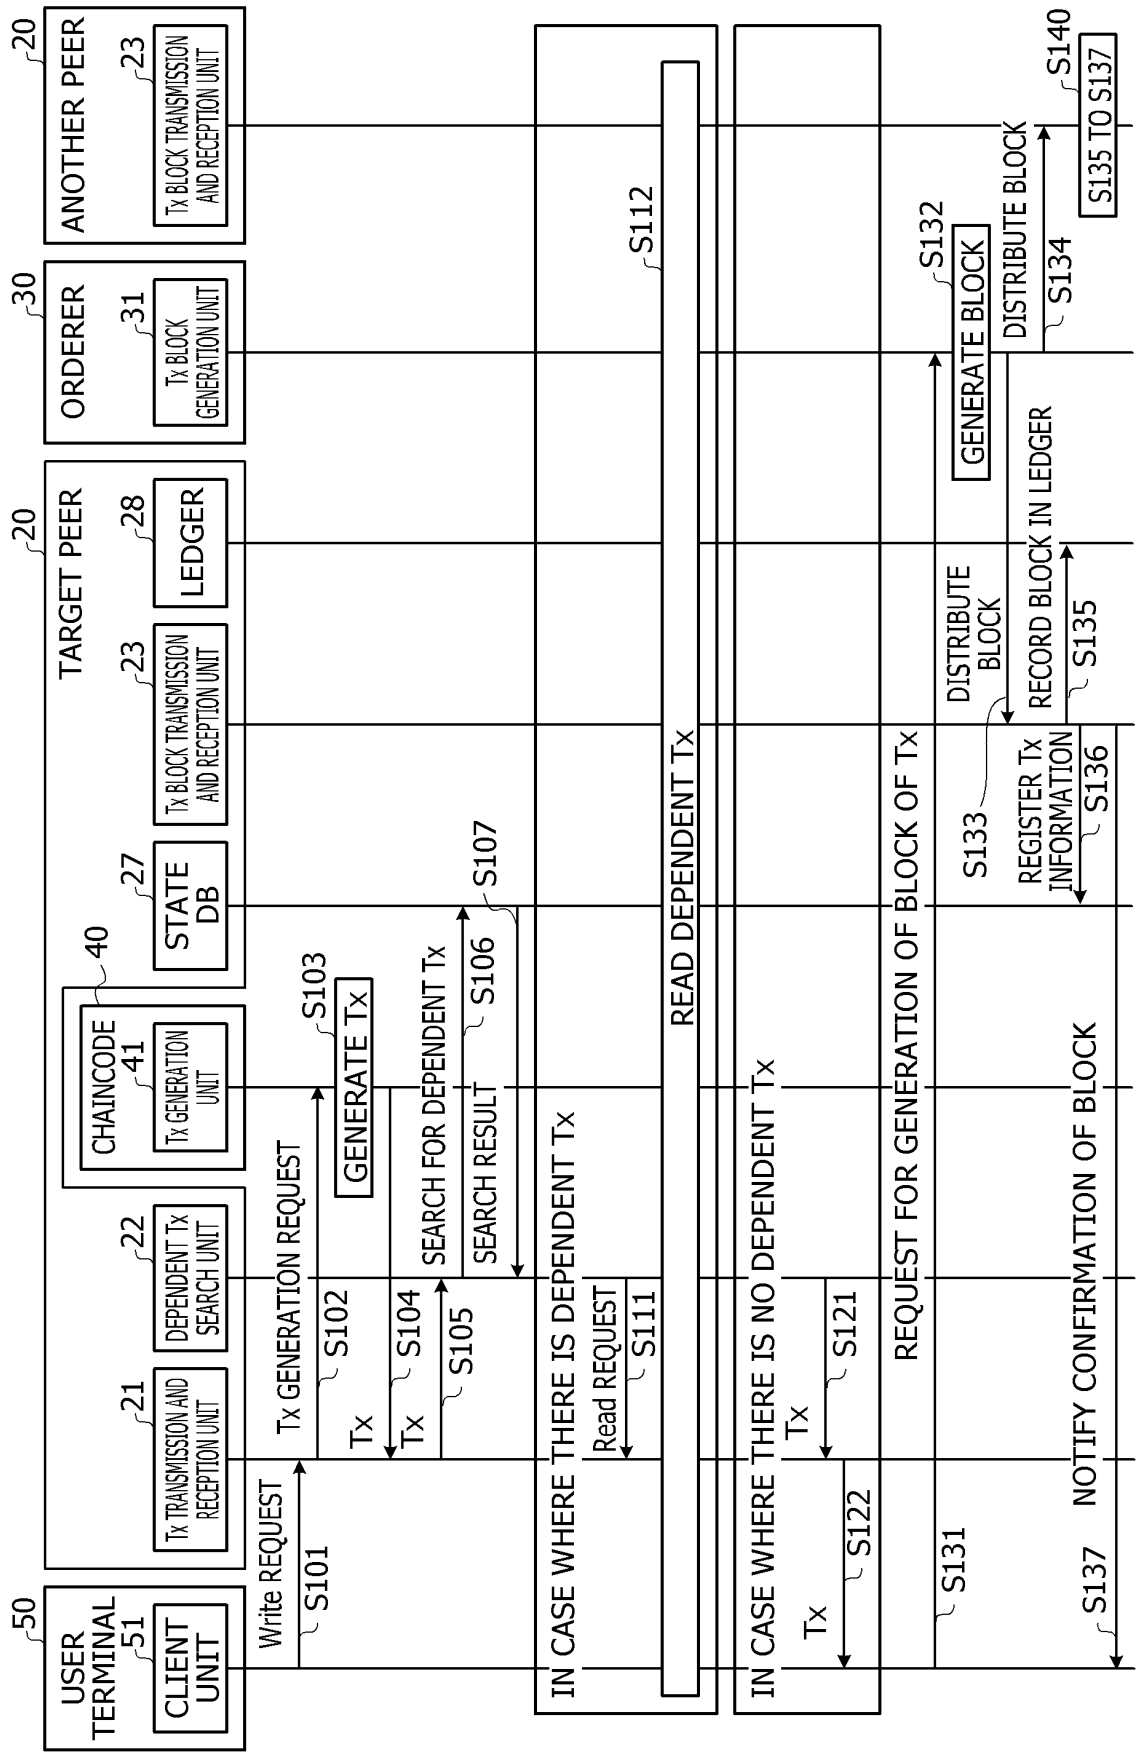 50
USER
TERMINAL
51
CLIENT
UNIT
20
TARGET PEER
21
Tx TRANSMISSION AND
RECEPTION UNIT
22
DEPENDENT Tx
SEARCH UNIT
40
CHAINCODE
41
Tx GENERATION
UNIT
27
STATE
DB
23
Tx BLOCK TRANSMISSION
AND RECEPTION UNIT
28
LEDGER
30
ORDERER
31
Tx BLOCK
GENERATION UNIT
20
ANOTHER PEER
23
Tx BLOCK TRANSMISSION
AND RECEPTION UNIT
Write REQUEST
S101
Tx GENERATION REQUEST
S102
S103
GENERATE Tx
Tx
S104
Tx
S105
SEARCH FOR DEPENDENT Tx
S106
SEARCH RESULT
S107
IN CASE WHERE THERE IS DEPENDENT Tx
Read REQUEST
S111
S112
READ DEPENDENT Tx
IN CASE WHERE THERE IS NO DEPENDENT Tx
Tx
S121
Tx
S122
REQUEST FOR GENERATION OF BLOCK OF Tx
S131
S132
GENERATE BLOCK
DISTRIBUTE
BLOCK
S133
DISTRIBUTE BLOCK
S134
RECORD BLOCK IN LEDGER
S135
REGISTER Tx
INFORMATION
S136
NOTIFY CONFIRMATION OF BLOCK
S137
S140
S135 TO S137